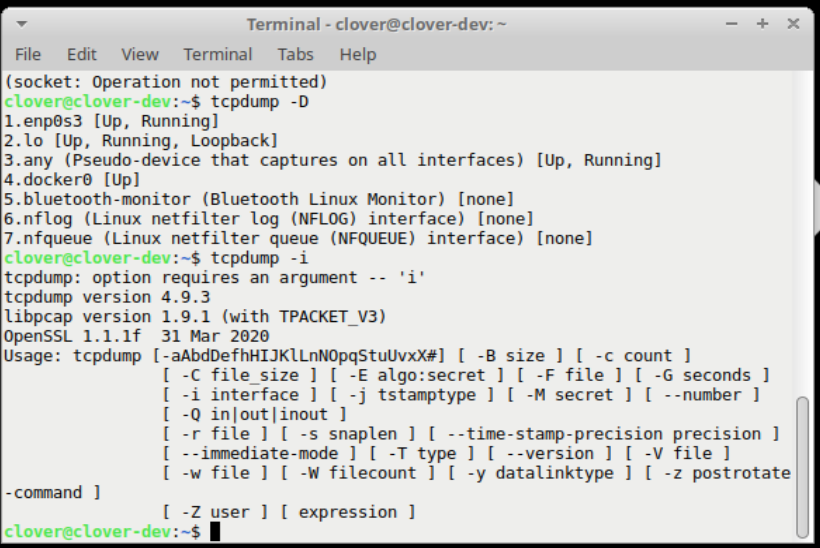 Terminal - clover@clover-dev: ~
File Edit View Terminal Tabs Help
(socket: Operation not permitted)
clover@clover-dev:~$ tcpdump -D
1.enp0s3 [Up, Running]
2.lo [Up, Running, Loopback]
3.any (Pseudo-device that captures on all interfaces) [Up, Running]
4.docker0 [Up]
5.bluetooth-monitor (Bluetooth Linux Monitor) [none]
6.nflog (Linux netfilter log (NFLOG) interface) [none]
7.nfqueue (Linux netfilter queue (NFQUEUE) interface) [none]
clover@clover-dev:~$ tcpdump -i
tcpdump: option requires an argument -- 'i'
tcpdump version 4.9.3
libpcap version 1.9.1 (with TPACKET_V3)
OpenSSL 1.1.1f  31 Mar 2020
Usage: tcpdump [-aAbdDefhHIJKlLnNOpqStuUvxX#] [ -B size ] [ -c count ]
[ -C file_size ] [ -E algo:secret ] [ -F file ] [ -G seconds ]
[ -i interface ] [ -j tstamptype ] [ -M secret ] [ --number ]
[ -Q in|out|inout ]
[ -r file ] [ -s snaplen ] [ --time-stamp-precision precision ]
[ --immediate-mode ] [ -T type ] [ --version ] [ -V file ]
[ -w file ] [ -W filecount ] [ -y datalinktype ] [ -z postrotate
-command ]
[ -Z user ] [ expression ]
clover@clover-dev:~$